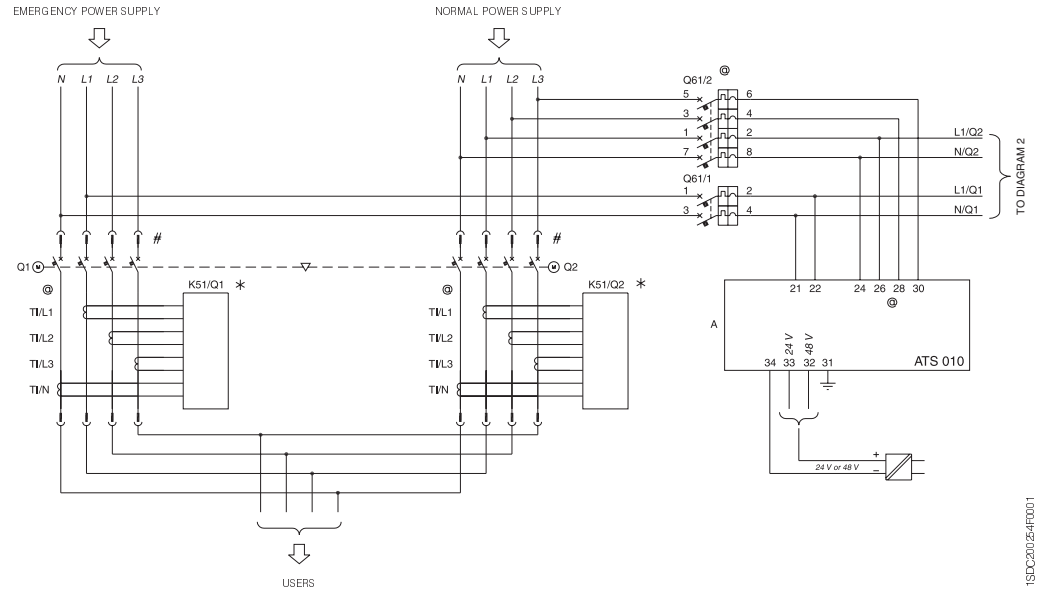 EMERGENCY POWER SUPPLY
NORMAL POWER SUPPLY
N L1 L2 L3
N L1 L2 L3
Q61/2 @
5 6
3 4
1 2 L1/Q2
7 8 N/Q2
Q61/1
1 2 L1/Q1
3 4 N/Q1
TO DIAGRAM 2
#
#
Q1 M
M Q2
@
K51/Q1 *
@
K51/Q2 *
TI/L1
TI/L2
TI/L3
TI/N
TI/L1
TI/L2
TI/L3
TI/N
21 22 24 26 28 30
@
A
24 V
48 V
ATS 010
34 33 32 31
+
24 V or 48 V
–
USERS
1SDC200254F0001